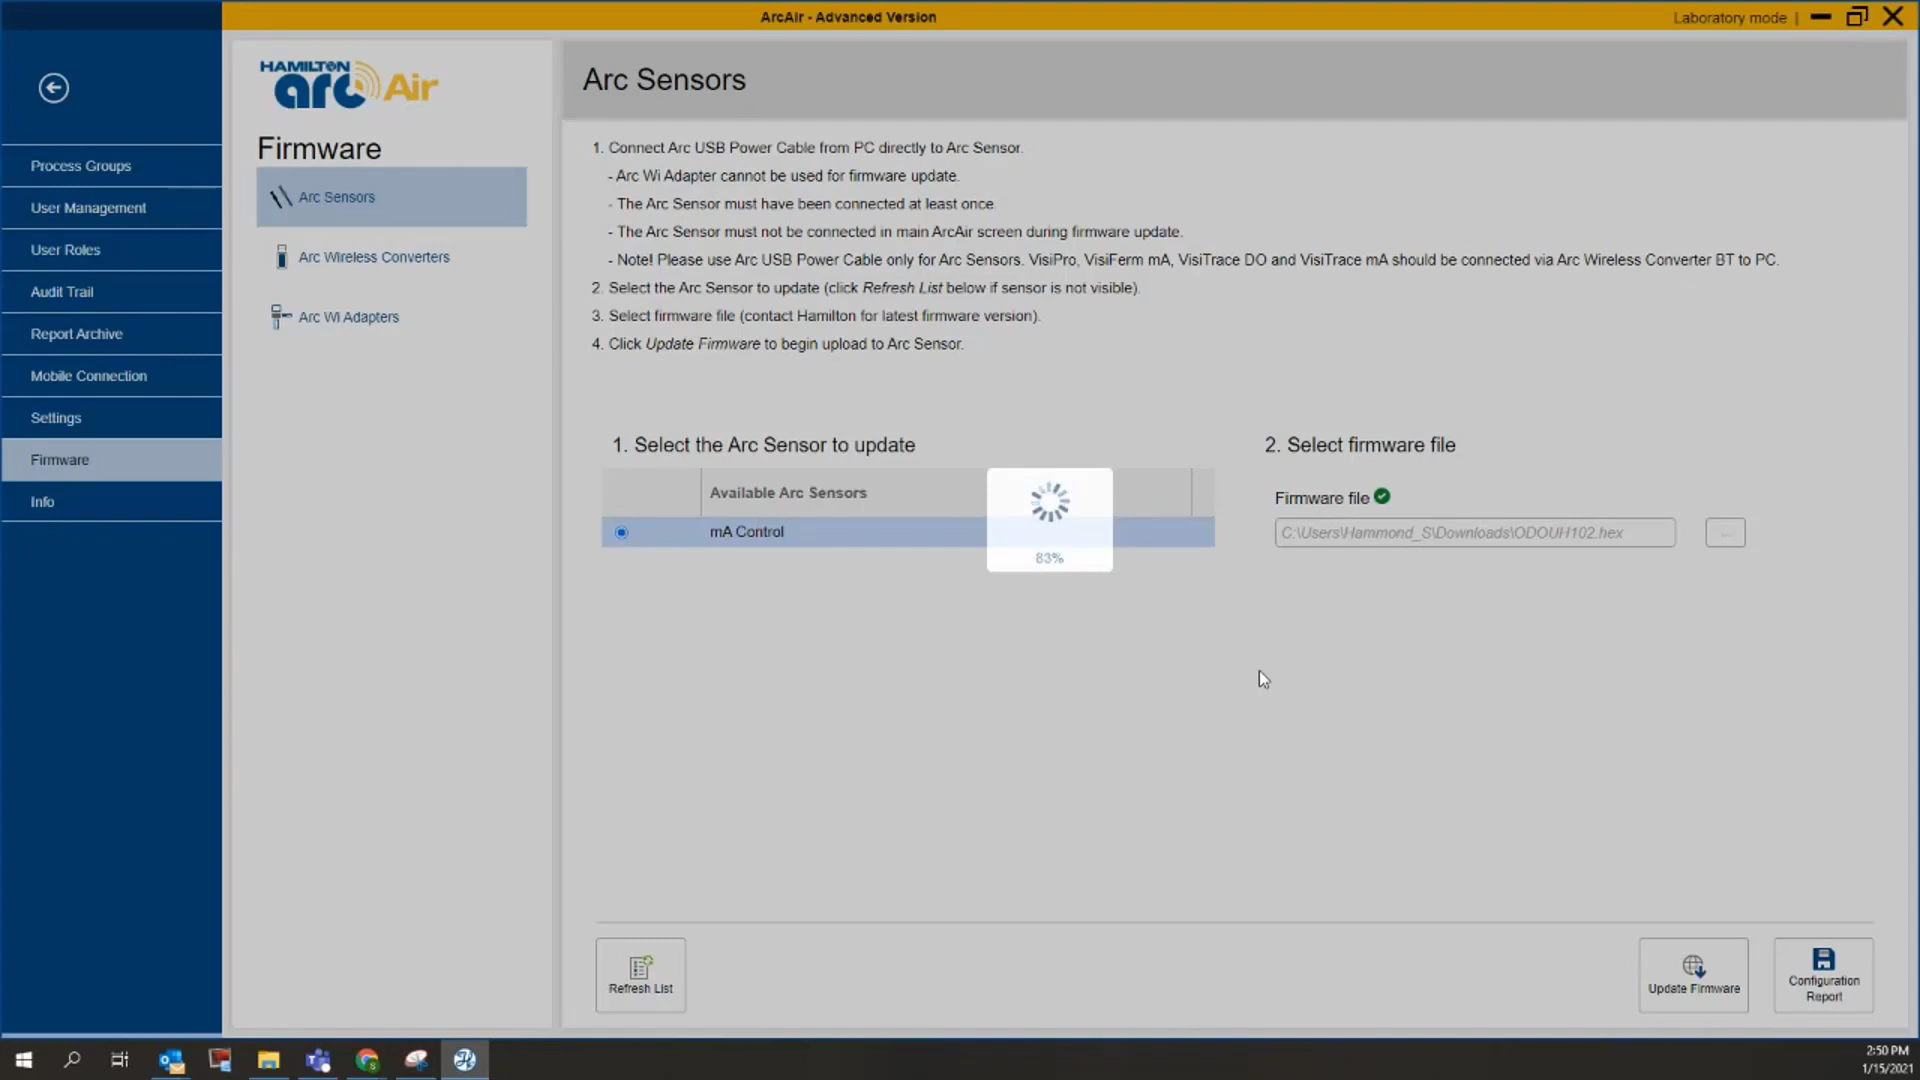 ArcAir - Advanced Version
Laboratory mode |
HAMILTON
arc Air
Arc Sensors
Process Groups
User Management
User Roles
Audit Trail
Report Archive
Mobile Connection
Settings
Firmware
Info
Firmware
Arc Sensors
Arc Wireless Converters
Arc Wi Adapters
1. Connect Arc USB Power Cable from PC directly to Arc Sensor.
- Arc Wi Adapter cannot be used for firmware update.
- The Arc Sensor must have been connected at least once
- The Arc Sensor must not be connected in main ArcAir screen during firmware update.
- Note! Please use Arc USB Power Cable only for Arc Sensors. VisiPro, VisiFerm mA, VisiTrace DO and VisiTrace mA should be connected via Arc Wireless Converter BT to PC.
2. Select the Arc Sensor to update (click Refresh List below if sensor is not visible).
3. Select firmware file (contact Hamilton for latest firmware version).
4. Click Update Firmware to begin upload to Arc Sensor.
1. Select the Arc Sensor to update
Available Arc Sensors
mA Control
83%
2. Select firmware file
Firmware file
C:\Users\Hammond_S\Downloads\ODOUH102.hex
...
Refresh List
Update Firmware
Configuration
Report
2:50 PM
1/15/2021